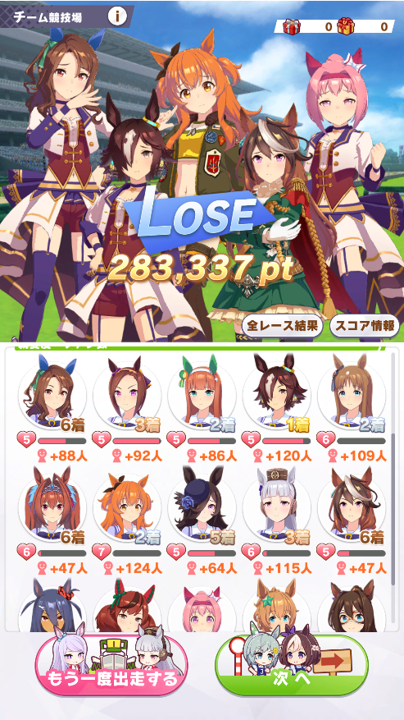 チーム競技場
i
0
0
LOSE
283,337 pt
全レース結果
スコア情報
6着
3着
2着
1着
2着
5
5
5
5
6
+88人
+92人
+86人
+120人
+109人
6着
2着
5着
3着
6着
6
7
5
6
5
+47人
+124人
+64人
+115人
+47人
もう一度出走する
次へ